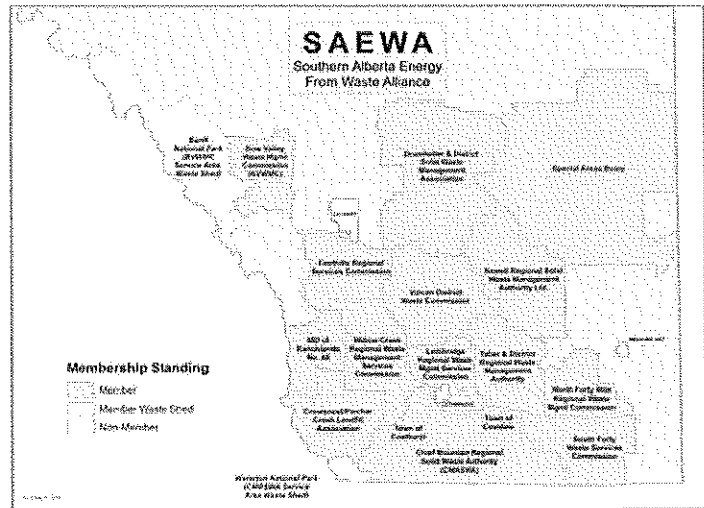 SAEWA
Southern Alberta Energy
From Waste Alliance
Banff
National Park
(BVWMC
Service Area
Waste Shed)
Bow Valley
Waste Mgmt
Commission
(BVWMC)
Drumheller & District
Solid Waste
Management
Association
Special Areas Board
Foothills Regional
Services Commission
Newell Regional Solid
Waste Management
Authority Ltd.
Vulcan District
Waste Commission
MD of
Ranchlands
No. 66
Willow Creek
Regional Waste
Management
Services
Commission
Lethbridge
Regional Waste
Mgmt Services
Commission
Taber & District
Regional Waste
Management
Authority
Membership Standing
Member
Member Waste Shed
Non-Member
North Forty Mile
Regional Waste
Mgmt Commission
Crowsnest/Pincher
Creek Landfill
Association
Town of
Coalhurst
Town of
Coaldale
South Forty
Waste Services
Commission
Chief Mountain Regional
Solid Waste Authority
(CMRSWA)
Waterton National Park
(CMRSWA Service
Area Waste Shed)